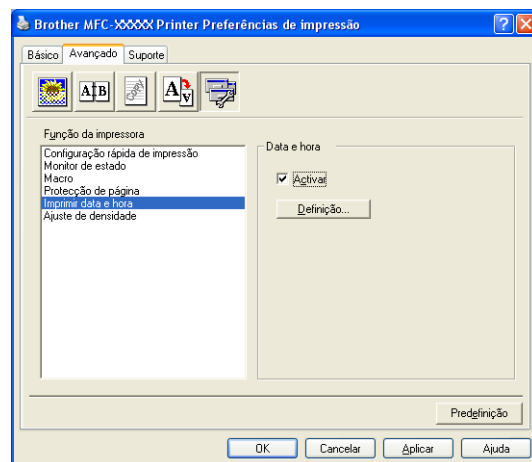 Brother MFC-XXXXX Printer Preferências de impressão
Básico Avançado Suporte
A B
A V
Função da impressora
Configuração rápida de impressão
Monitor de estado
Macro
Protecção de página
Imprimir data e hora
Ajuste de densidade
Data e hora
Activar
Definição...
Predefinição
OK Cancelar Aplicar Ajuda